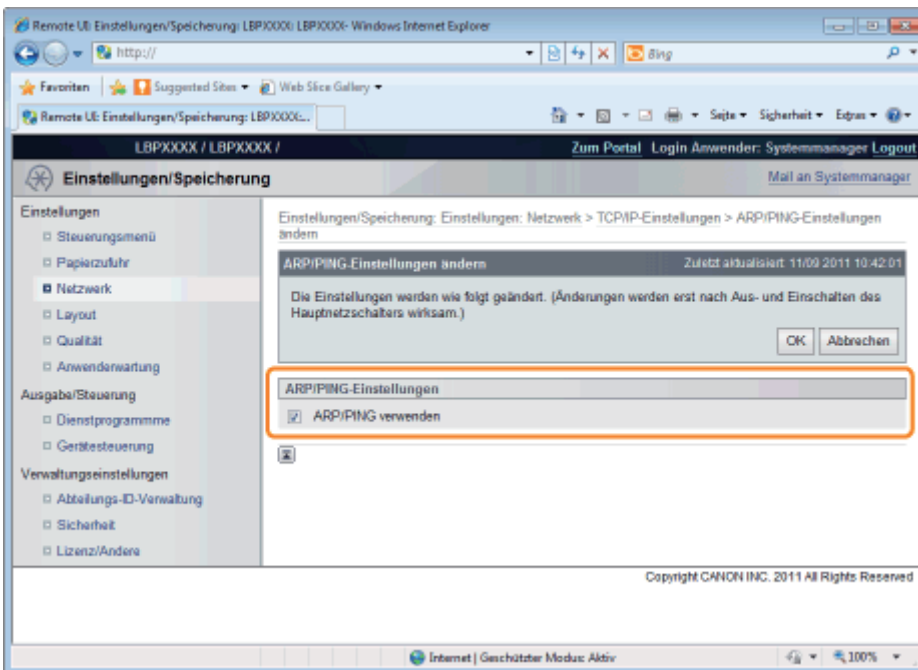 Remote UI: Einstellungen/Speicherung: LBPXXXX: LBPXXXX- Windows Internet Explorer
http://
Bing
Favoriten
Suggested Sites
Web Slice Gallery
Remote UI: Einstellungen/Speicherung: LBPXXXX:...
Seite
Sicherheit
Extras
LBPXXXX / LBPXXXX /
Zum Portal Login Anwender: Systemmanager Logout
Einstellungen/Speicherung
Mail an Systemmanager
Einstellungen
Steuerungsmenü
Papierzufuhr
Netzwerk
Layout
Qualität
Anwenderwartung
Ausgabe/Steuerung
Dienstprogrammme
Gerätesteuerung
Verwaltungseinstellungen
Abteilungs-ID-Verwaltung
Sicherheit
Lizenz/Andere
Einstellungen/Speicherung: Einstellungen: Netzwerk > TCP/IP-Einstellungen > ARP/PING-Einstellungen
ändern
ARP/PING-Einstellungen ändern
Zuletzt aktualisiert: 11/09 2011 10:42:01
Die Einstellungen werden wie folgt geändert. (Änderungen werden erst nach Aus- und Einschalten des
Hauptnetzschalters wirksam.)
OK
Abbrechen
ARP/PING-Einstellungen
ARP/PING verwenden
Copyright CANON INC. 2011 All Rights Reserved
Internet | Geschützter Modus: Aktiv
100%